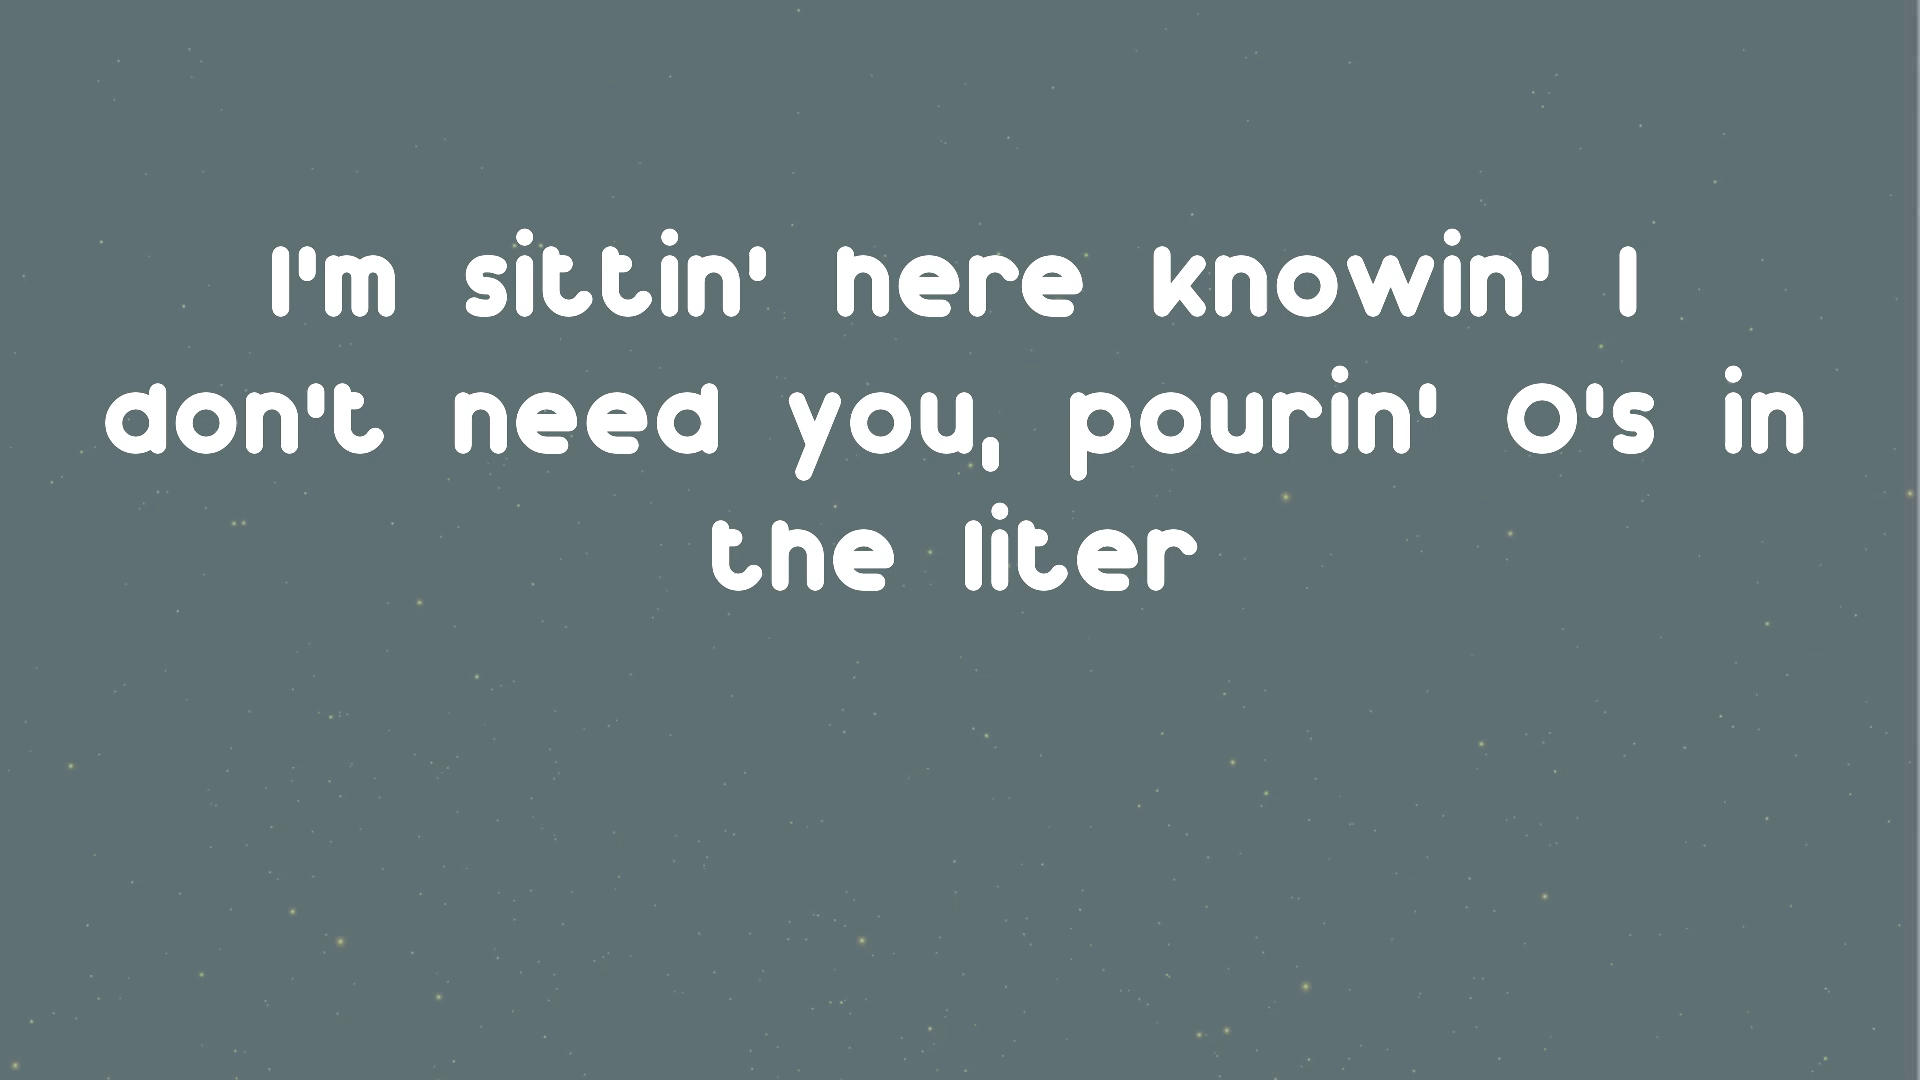 I'm sittin' here knowin' I
don't need you, pourin' O's in
the liter